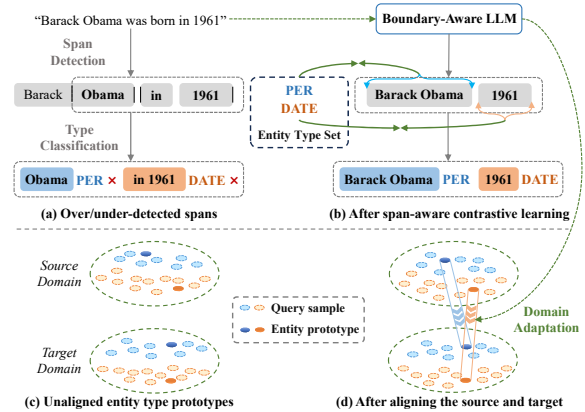 “Barack Obama was born in 1961”
Boundary-Aware LLM
Span
Detection
Barack Obama in 1961
PER
DATE
Entity Type Set
Barack Obama 1961
Type
Classification
Obama PER × in 1961 DATE ×
Barack Obama PER 1961 DATE
(a) Over/under-detected spans
(b) After span-aware contrastive learning
Source
Domain
Query sample
Entity prototype
Domain
Adaptation
Target
Domain
(c) Unaligned entity type prototypes
(d) After aligning the source and target